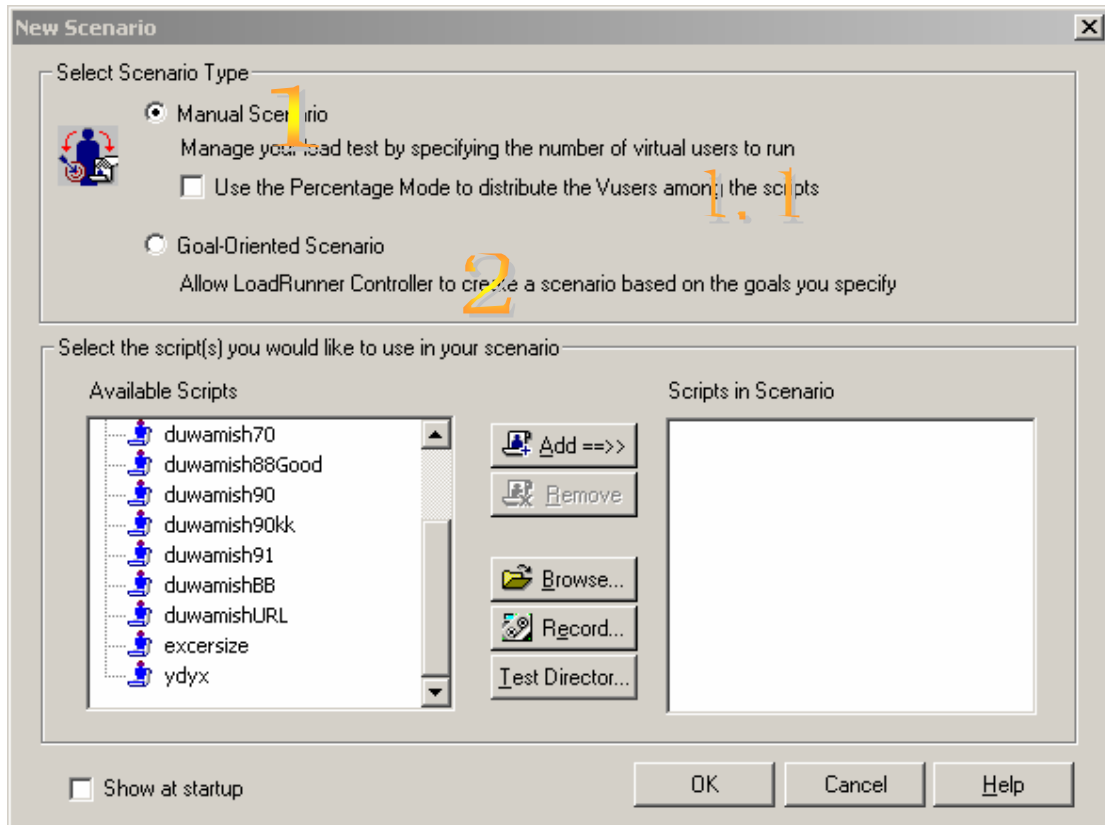 New Scenario
Select Scenario Type
Manual Scenario
1
Manage your load test by specifying the number of virtual users to run
Use the Percentage Mode to distribute the Vusers among the scripts
1.1
Goal-Oriented Scenario
2
Allow LoadRunner Controller to create a scenario based on the goals you specify
Select the script(s) you would like to use in your scenario
Available Scripts
Scripts in Scenario
duwamish70
duwamish88Good
duwamish90
duwamish90kk
duwamish91
duwamishBB
duwamishURL
excersize
ydyx
Add ==>>
Remove
Browse...
Record...
Test Director...
Show at startup
OK
Cancel
Help